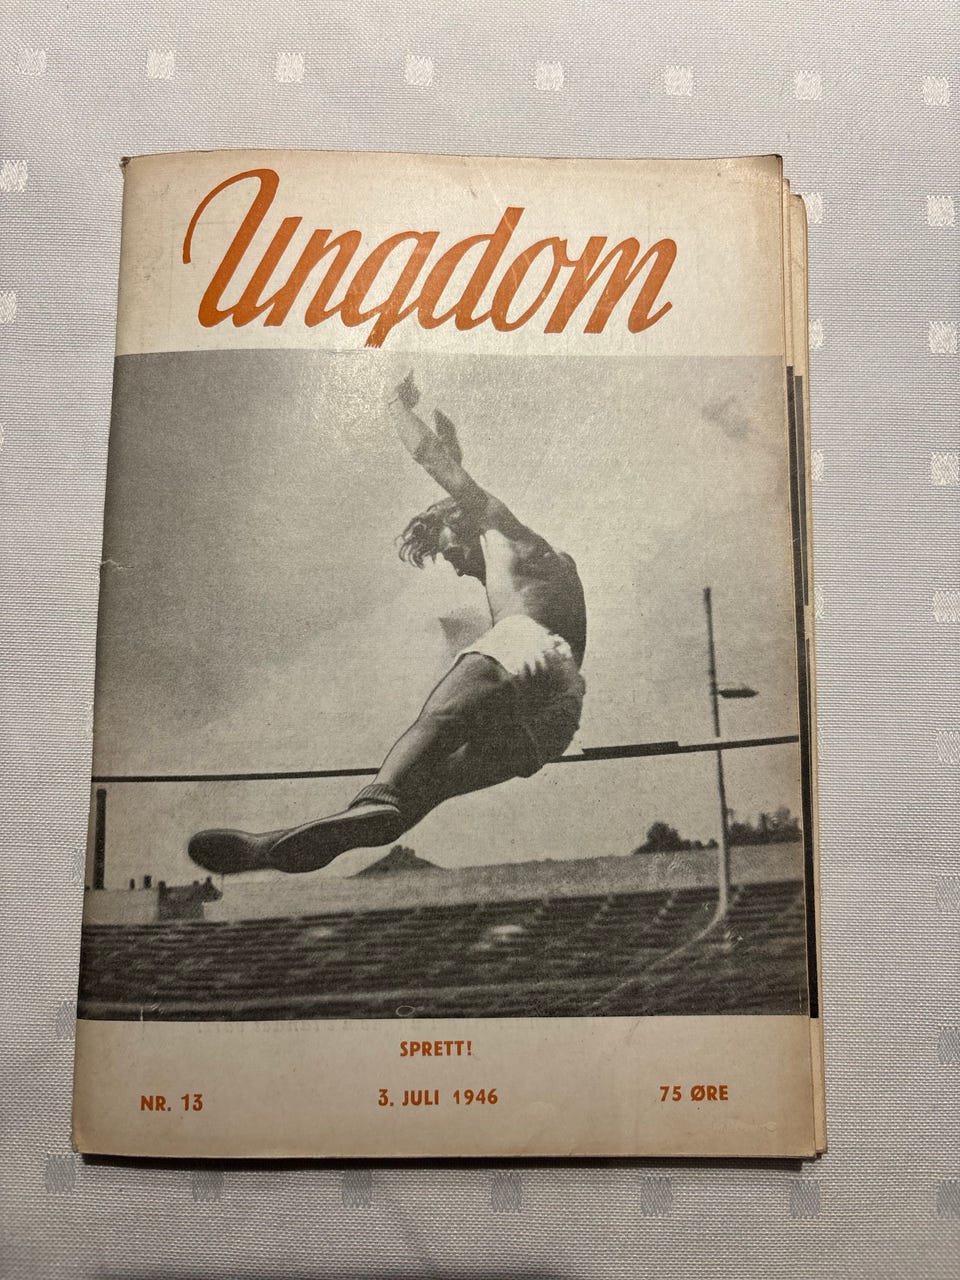 Ungdom
SPRETT!
NR. 13 3. JULI 1946 75 ØRE